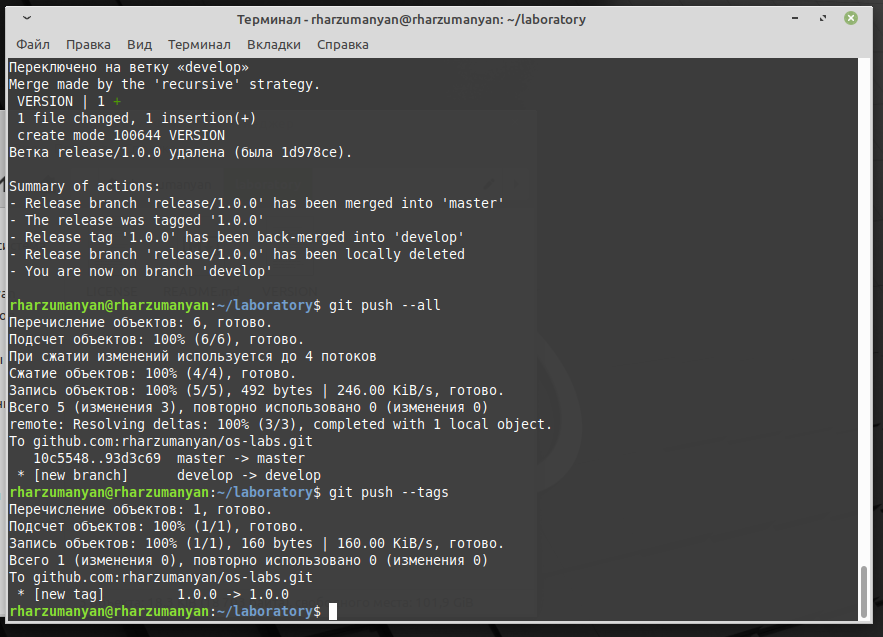 Терминал - rharzumanyan@rharzumanyan: ~/laboratory
Файл Правка Вид Терминал Вкладки Справка
Переключено на ветку «develop»
Merge made by the 'recursive' strategy.
 VERSION | 1 +
 1 file changed, 1 insertion(+)
 create mode 100644 VERSION
Ветка release/1.0.0 удалена (была 1d978ce).

Summary of actions:
- Release branch 'release/1.0.0' has been merged into 'master'
- The release was tagged '1.0.0'
- Release tag '1.0.0' has been back-merged into 'develop'
- Release branch 'release/1.0.0' has been locally deleted
- You are now on branch 'develop'

rharzumanyan@rharzumanyan:~/laboratory$ git push --all
Перечисление объектов: 6, готово.
Подсчет объектов: 100% (6/6), готово.
При сжатии изменений используется до 4 потоков
Сжатие объектов: 100% (4/4), готово.
Запись объектов: 100% (5/5), 492 bytes | 246.00 KiB/s, готово.
Всего 5 (изменения 3), повторно использовано 0 (изменения 0)
remote: Resolving deltas: 100% (3/3), completed with 1 local object.
To github.com:rharzumanyan/os-labs.git
   10c5548..93d3c69  master -> master
 * [new branch]      develop -> develop
rharzumanyan@rharzumanyan:~/laboratory$ git push --tags
Перечисление объектов: 1, готово.
Подсчет объектов: 100% (1/1), готово.
Запись объектов: 100% (1/1), 160 bytes | 160.00 KiB/s, готово.
Всего 1 (изменения 0), повторно использовано 0 (изменения 0)
To github.com:rharzumanyan/os-labs.git
 * [new tag]         1.0.0 -> 1.0.0
rharzumanyan@rharzumanyan:~/laboratory$